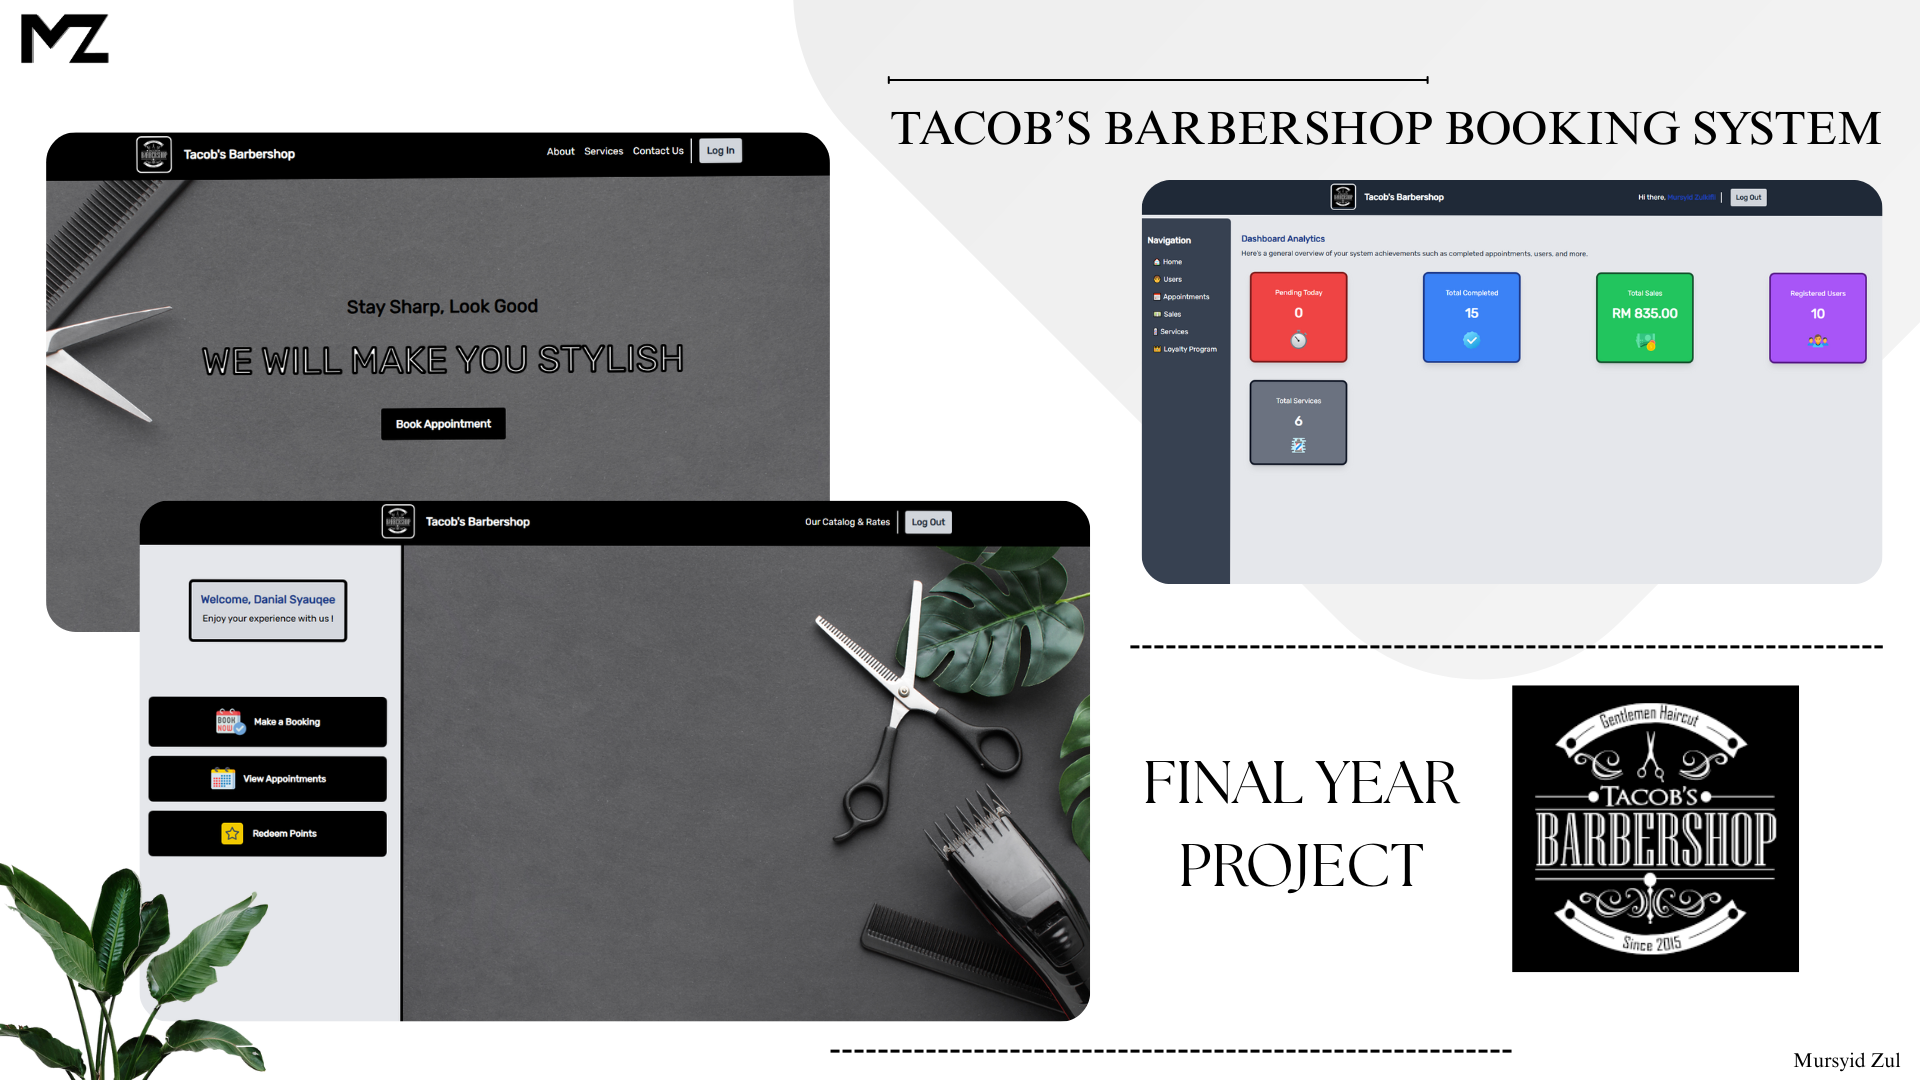 MZ
TACOB'S BARBERSHOP BOOKING SYSTEM
Tacob's Barbershop
About Services Contact Us Log In
Stay Sharp, Look Good
WE WILL MAKE YOU STYLISH
Book Appointment
Tacob's Barbershop
Hi there, Mursyid Zulkifli Log Out
Navigation
Home
Users
Appointments
Sales
Services
Loyalty Program
Dashboard Analytics
Here's a general overview of your system achievements such as completed appointments, users, and more.
Pending Today
0
Total Completed
15
Total Sales
RM 835.00
Registered Users
10
Total Services
6
Tacob's Barbershop
Our Catalog & Rates Log Out
Welcome, Danial Syauqee
Enjoy your experience with us !
BOOK
NOW
Make a Booking
View Appointments
Redeem Points
FINAL YEAR
PROJECT
Gentlemen Haircut
TACOB'S
BARBERSHOP
Since 2015
Mursyid Zul